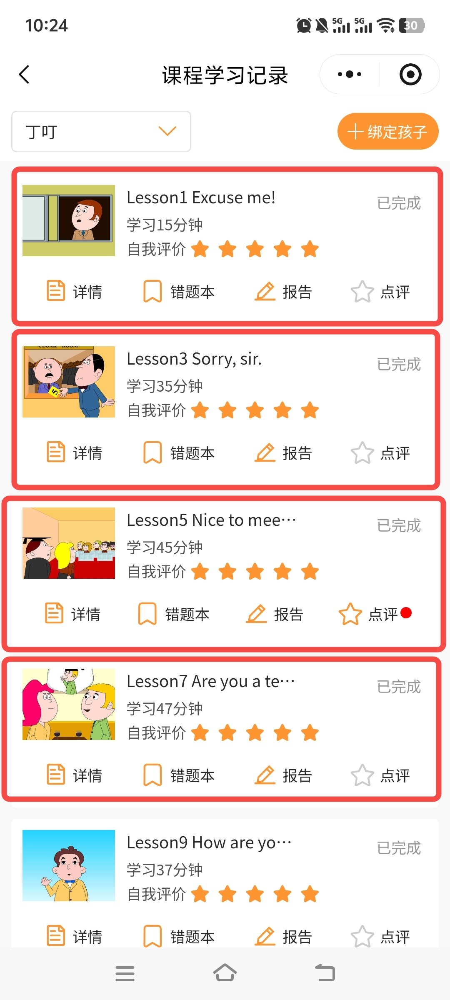 10:24
5G 5G 30
课程学习记录
丁叮
绑定孩子
Lesson1 Excuse me!
已完成
学习15分钟
自我评价
详情 错题本 报告 点评
CLOAK ROOM
5
Lesson3 Sorry, sir.
已完成
学习35分钟
自我评价
详情 错题本 报告 点评
Lesson5 Nice to mee…
已完成
学习45分钟
自我评价
详情 错题本 报告 点评
Lesson7 Are you a te…
已完成
学习47分钟
自我评价
详情 错题本 报告 点评
Lesson9 How are yo…
已完成
学习37分钟
自我评价
详情 错题本 报告 点评